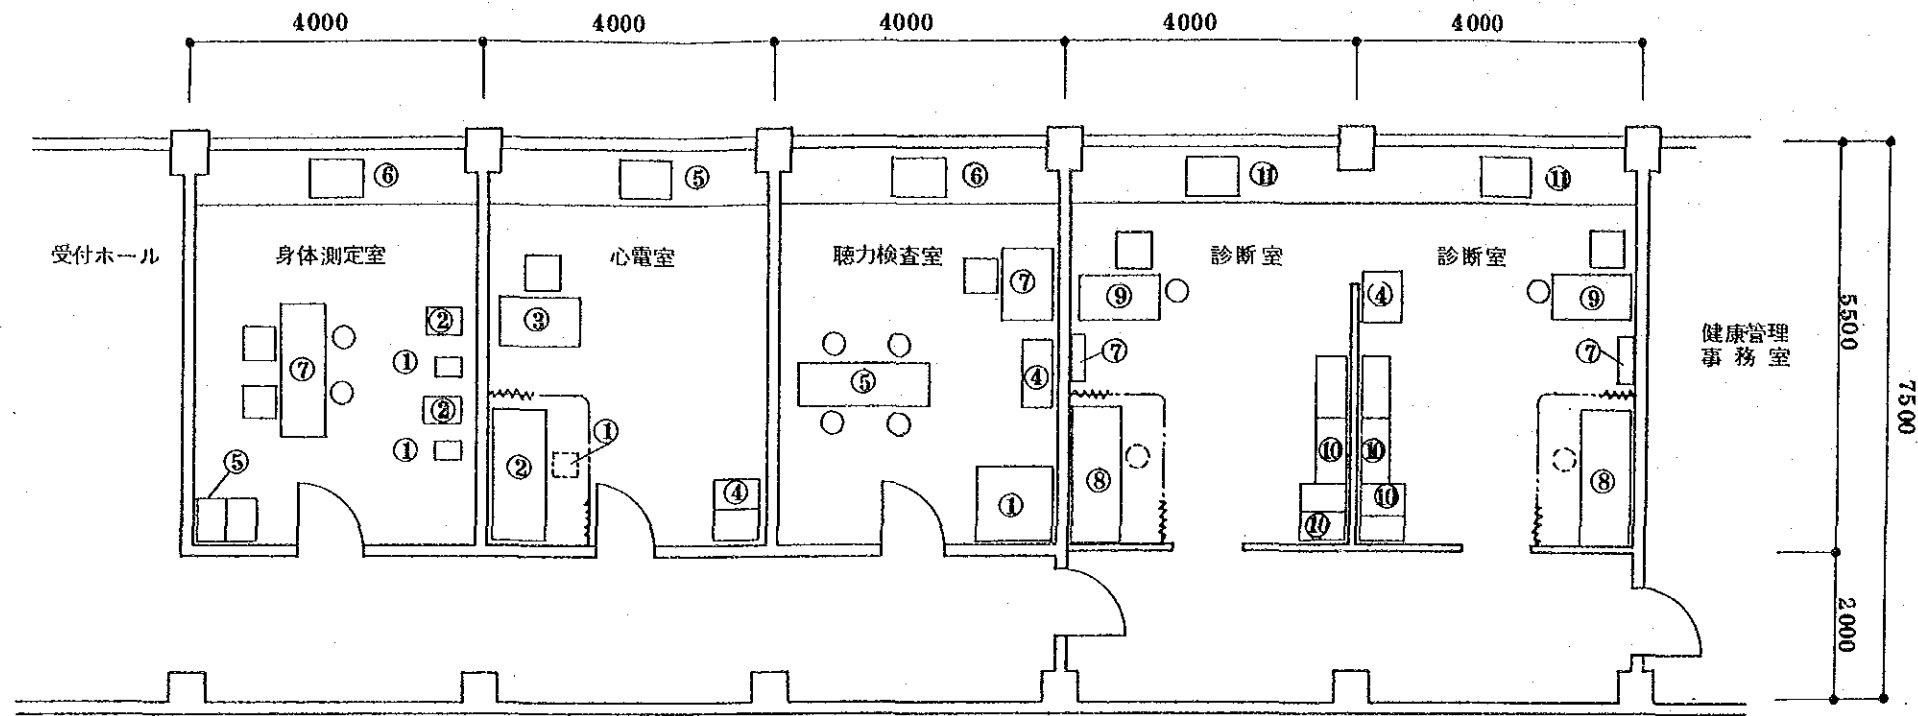 4000 4000 4000 4000 4000
⑥ ⑤ ⑥ ⑪ ⑪
受付ホール 身体測定室 心電室 聴力検査室 診断室 診断室
⑦ ④
③ ⑨ ⑨
② 5500
健康管理
事務室
① ⑦ ⑦
⑦ ⑤ ④
② 7500
① ① ⑩ ⑩
⑤ ② ⑧ ⑧
④ ① ⑩
⑩
2000